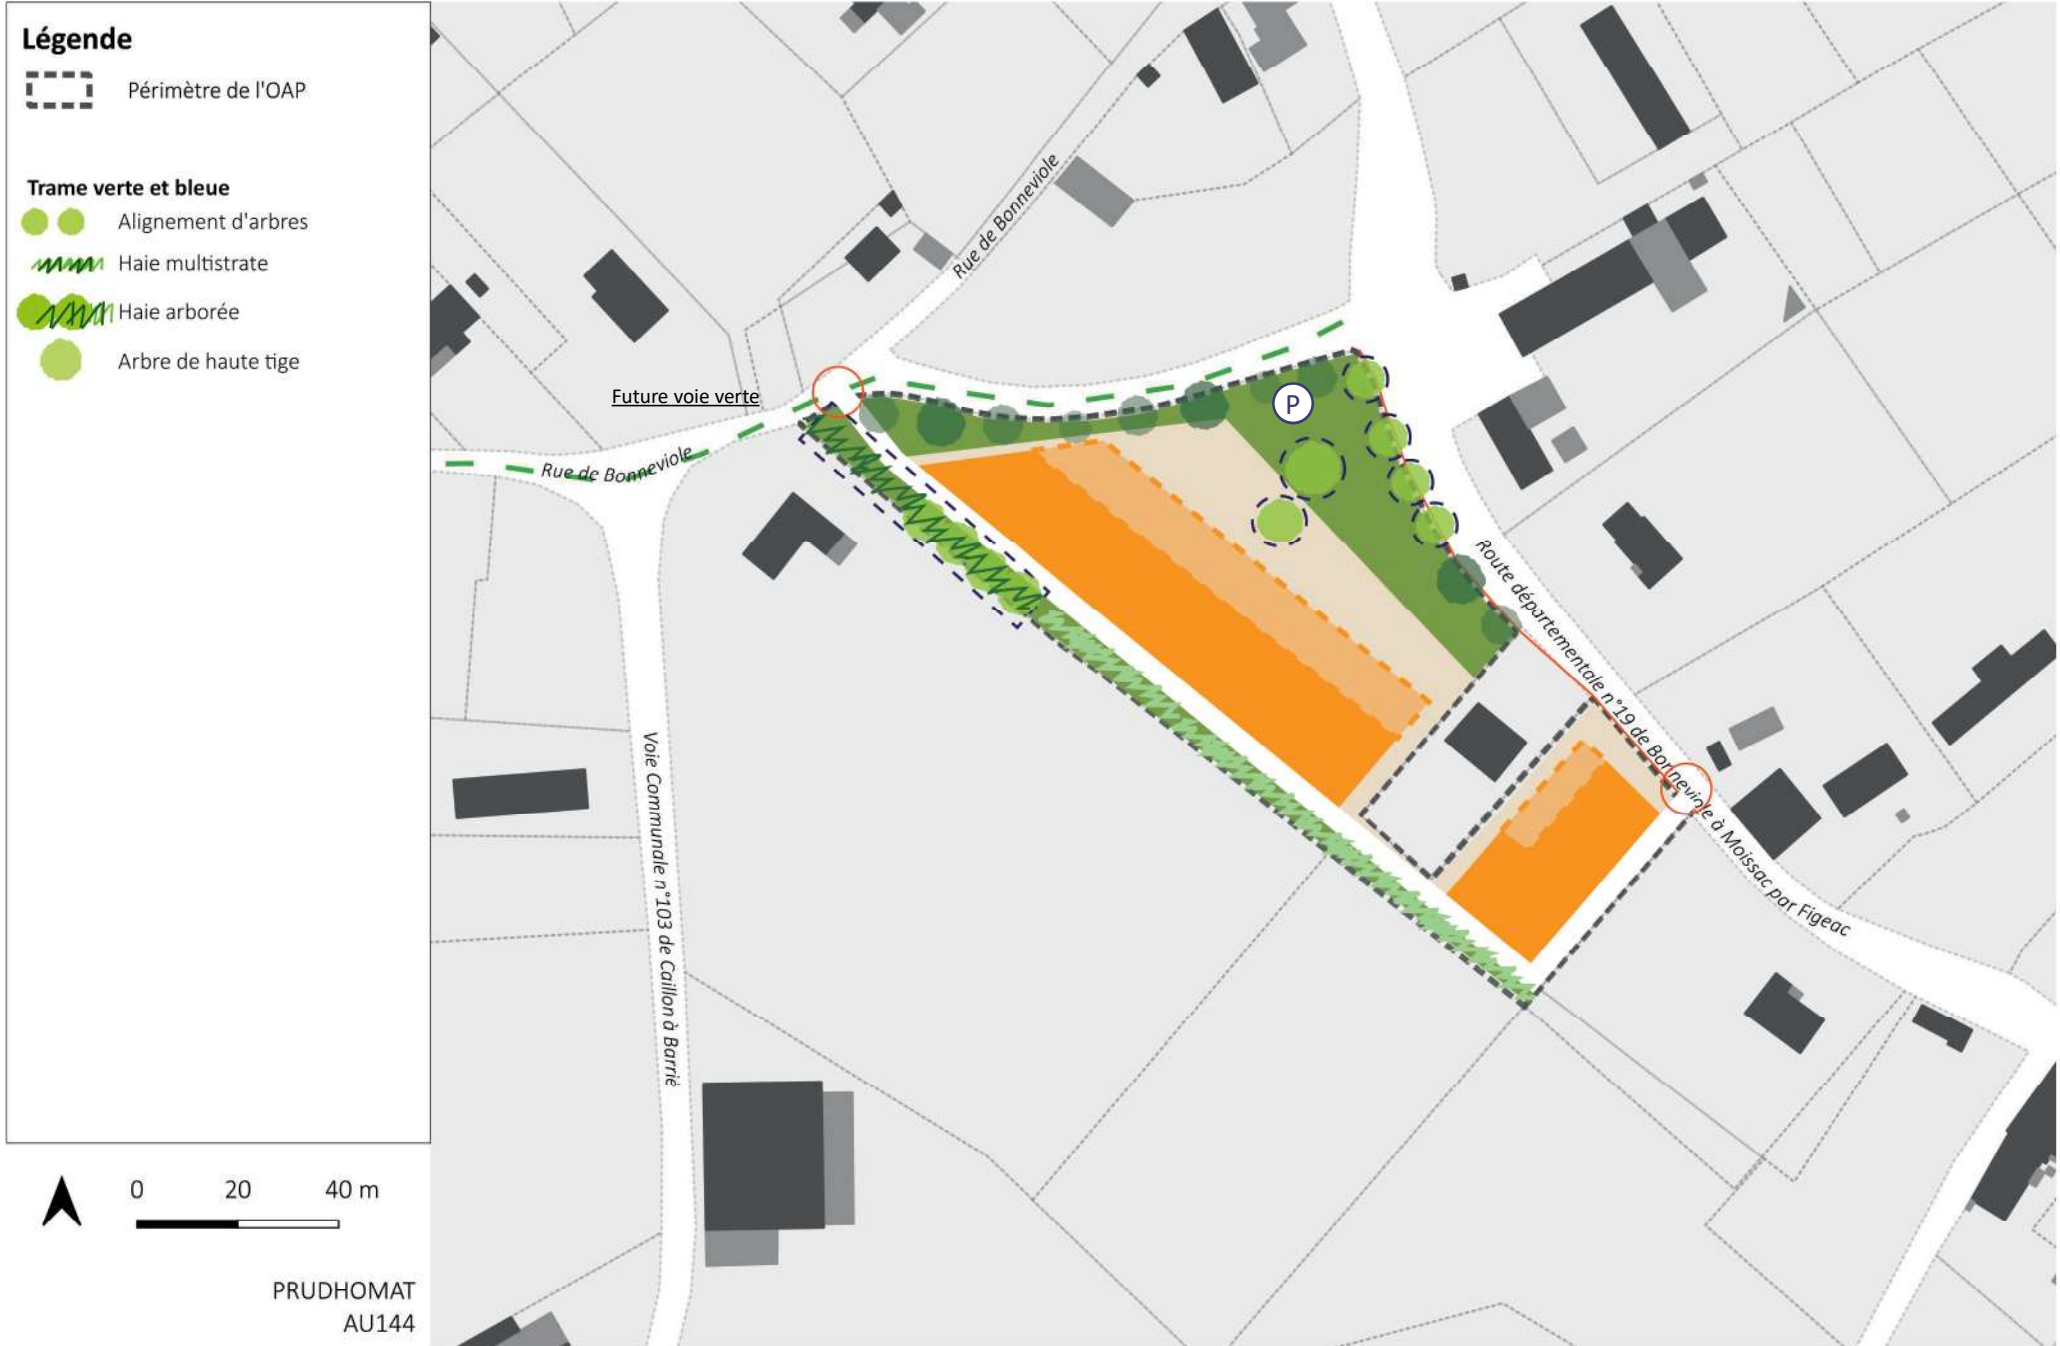 Légende
Périmètre de l'OAP
Trame verte et bleue
Alignement d'arbres
Haie multistrate
Haie arborée
Arbre de haute tige
Rue de Bonneviole
Future voie verte
P
Rue de Bonneviole
Route départementale n°19 de Bonneviole à Moissac par Figeac
Voie Communale n°103 de Caillon à Barrié
0 20 40 m
PRUDHOMAT
AU144